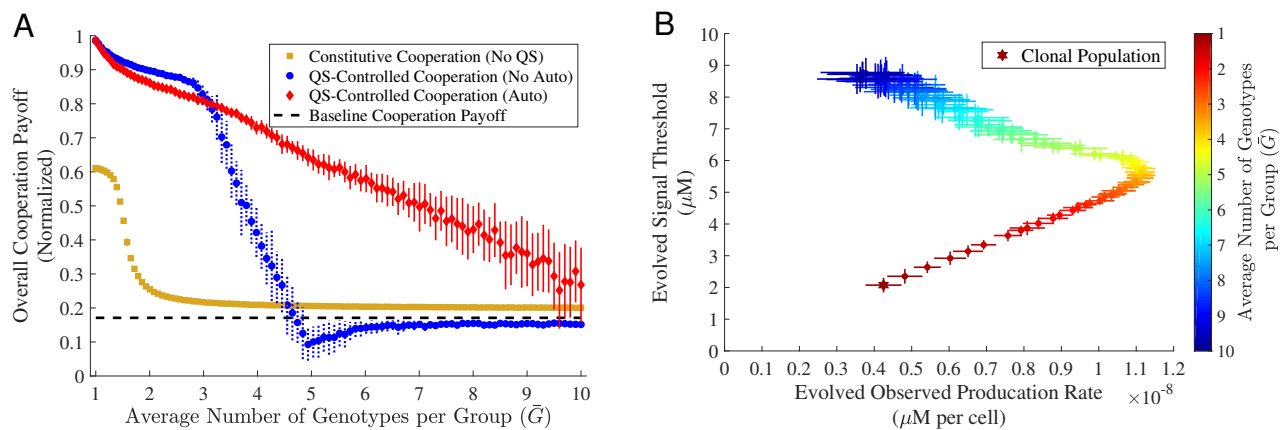 A
Overall Cooperation Payoff
(Normalized)
1
0.9
0.8
0.7
0.6
0.5
0.4
0.3
0.2
0.1
0
Constitutive Cooperation (No QS)
QS-Controlled Cooperation (No Auto)
QS-Controlled Cooperation (Auto)
Baseline Cooperation Payoff
1 2 3 4 5 6 7 8 9 10
Average Number of Genotypes per Group (Ḡ)
B
Evolved Signal Threshold
(μM)
10
9
8
7
6
5
4
3
2
1
0
Clonal Population
0 0.1 0.2 0.3 0.4 0.5 0.6 0.7 0.8 0.9 1 1.1 1.2
×10⁻⁸
Evolved Observed Producation Rate
(μM per cell)
1
2
3
4
5
6
7
8
9
10
Average Number of Genotypes
per Group (Ḡ)